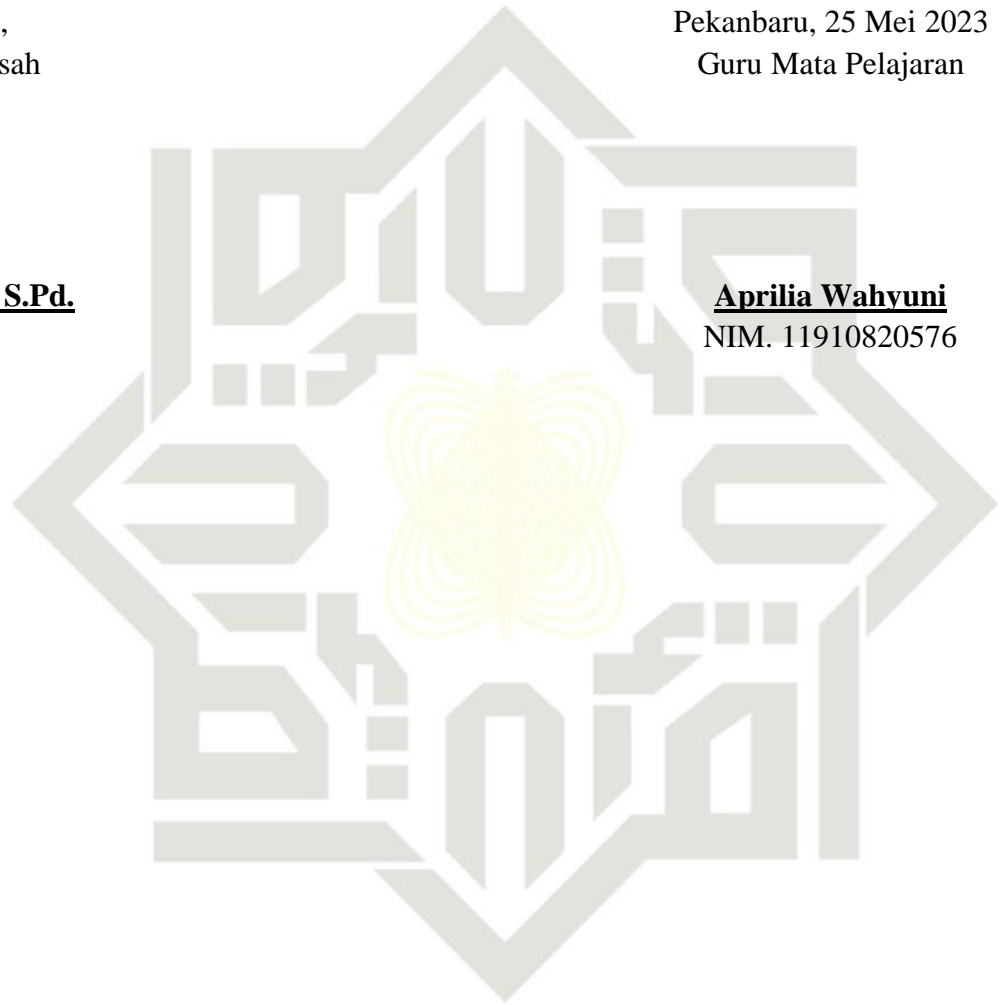 , Pekanbaru, 25 Mei 2023
sah Guru Mata Pelajaran
S.Pd. Aprilia Wahyuni
NIM. 11910820576